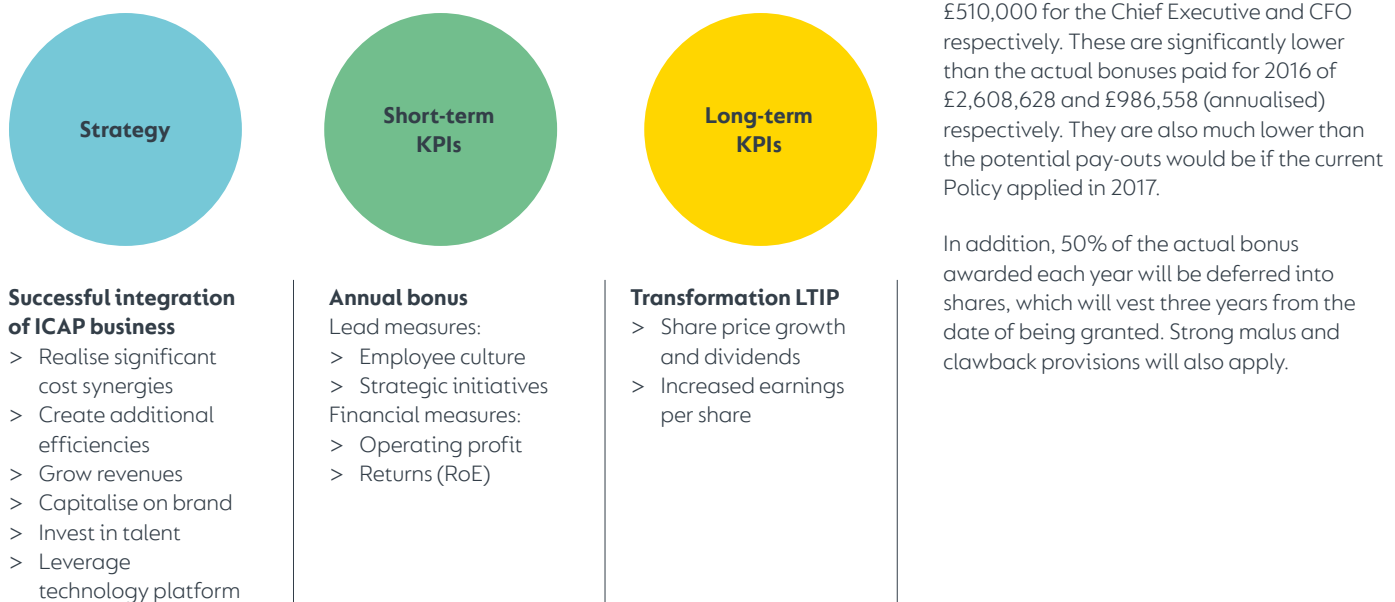 Strategy
Short-term
KPIs
Long-term
KPIs
Successful integration
of ICAP business
> Realise significant
cost synergies
> Create additional
efficiencies
> Grow revenues
> Capitalise on brand
> Invest in talent
> Leverage
technology platform
Annual bonus
Lead measures:
> Employee culture
> Strategic initiatives
Financial measures:
> Operating profit
> Returns (RoE)
Transformation LTIP
> Share price growth
and dividends
> Increased earnings
per share
£510,000 for the Chief Executive and CFO
respectively. These are significantly lower
than the actual bonuses paid for 2016 of
£2,608,628 and £986,558 (annualised)
respectively. They are also much lower than
the potential pay-outs would be if the current
Policy applied in 2017.
In addition, 50% of the actual bonus
awarded each year will be deferred into
shares, which will vest three years from the
date of being granted. Strong malus and
clawback provisions will also apply.